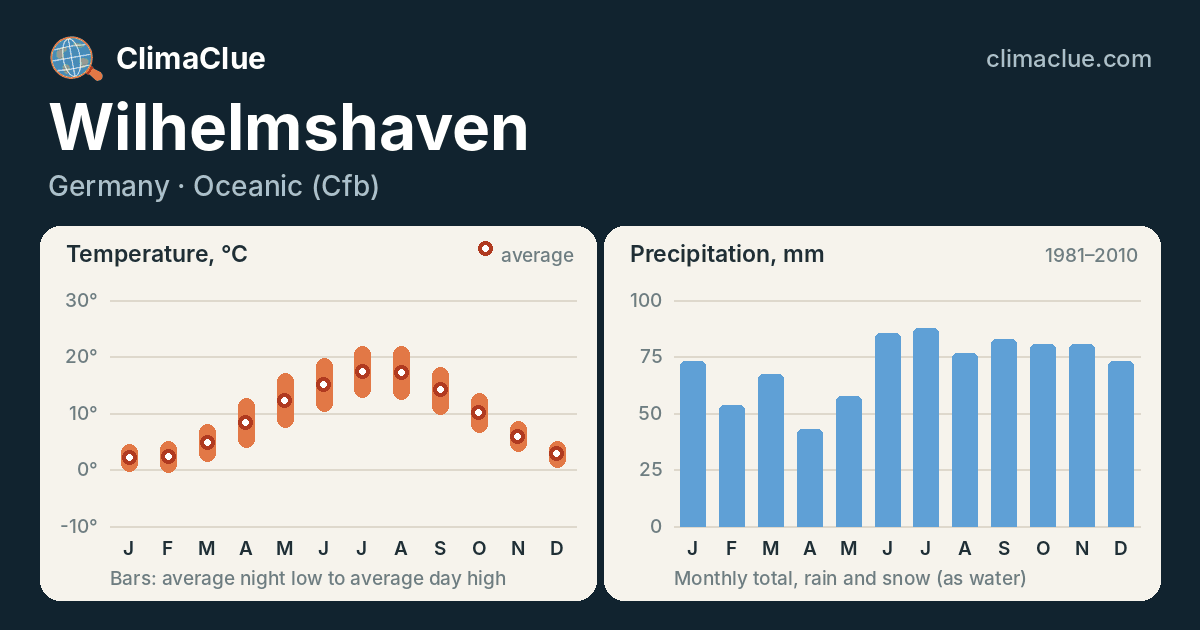 ClimaClue
climaclue.com
Wilhelmshaven
Germany · Oceanic (Cfb)
Temperature, °C
average
30°
20°
10°
0°
-10°
J F M A M J J A S O N D
Bars: average night low to average day high
Precipitation, mm
1981–2010
100
75
50
25
0
J F M A M J J A S O N D
Monthly total, rain and snow (as water)